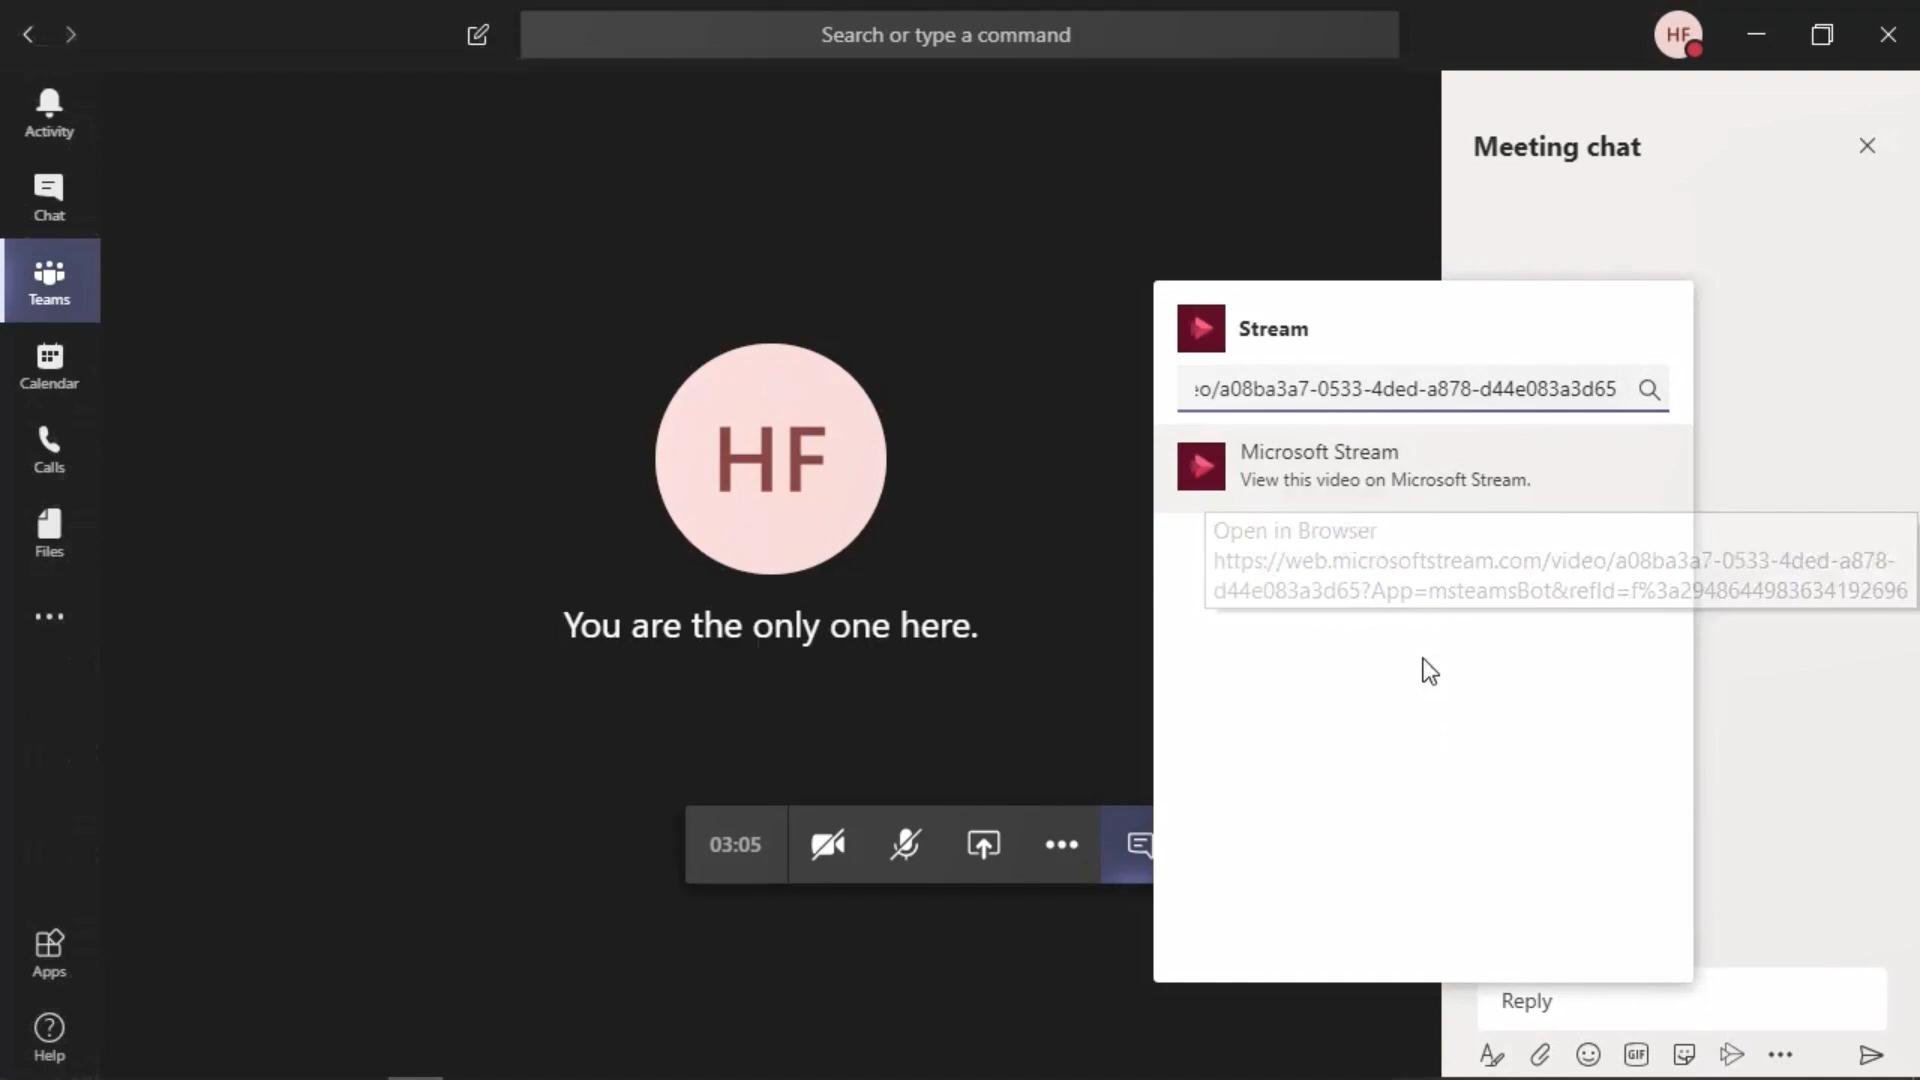 Search or type a command
HF
Activity
Chat
Teams
Calendar
Calls
Files
Apps
Help
HF
You are the only one here.
03:05
Meeting chat
Stream
o/a08ba3a7-0533-4ded-a878-d44e083a3d65
Microsoft Stream
View this video on Microsoft Stream.
Open in Browser
https://web.microsoftstream.com/video/a08ba3a7-0533-4ded-a878-
d44e083a3d65?App=msteamsBot&refId=f%3a2948644983634192696
Reply
GIF